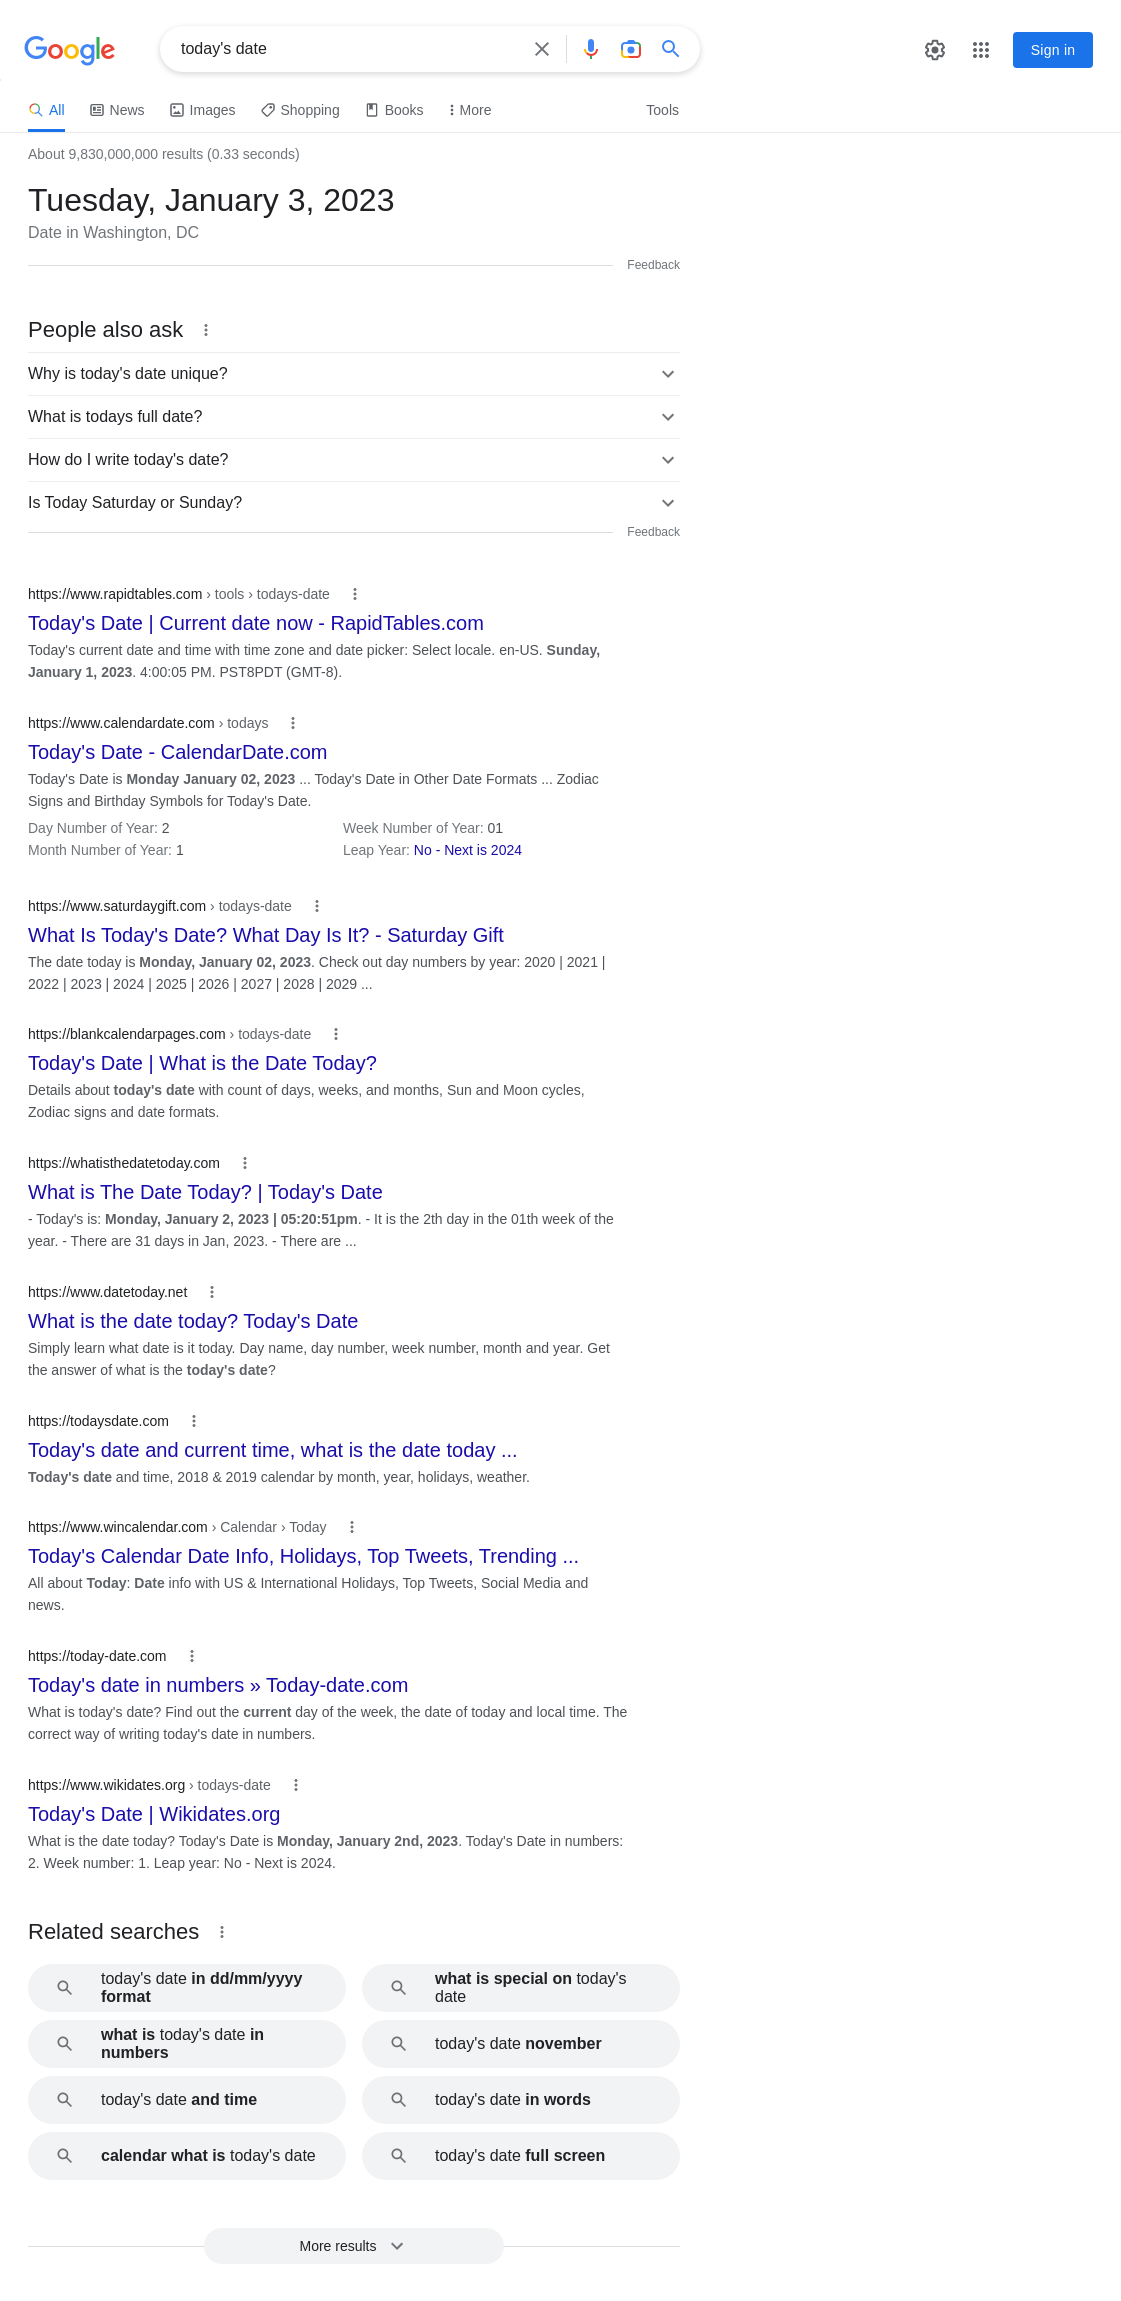 Google
today's date
Sign in
All
News
Images
Shopping
Books
More
Tools
About 9,830,000,000 results (0.33 seconds)
Tuesday, January 3, 2023
Date in Washington, DC
Feedback
People also ask
Why is today's date unique?
What is todays full date?
How do I write today's date?
Is Today Saturday or Sunday?
Feedback
https://www.rapidtables.com › tools › todays-date
Today's Date | Current date now - RapidTables.com
Today's current date and time with time zone and date picker: Select locale. en-US. Sunday,
January 1, 2023. 4:00:05 PM. PST8PDT (GMT-8).
https://www.calendardate.com › todays
Today's Date - CalendarDate.com
Today's Date is Monday January 02, 2023 ... Today's Date in Other Date Formats ... Zodiac
Signs and Birthday Symbols for Today's Date.
Day Number of Year: 2
Week Number of Year: 01
Month Number of Year: 1
Leap Year: No - Next is 2024
https://www.saturdaygift.com › todays-date
What Is Today's Date? What Day Is It? - Saturday Gift
The date today is Monday, January 02, 2023. Check out day numbers by year: 2020 | 2021 |
2022 | 2023 | 2024 | 2025 | 2026 | 2027 | 2028 | 2029 ...
https://blankcalendarpages.com › todays-date
Today's Date | What is the Date Today?
Details about today's date with count of days, weeks, and months, Sun and Moon cycles,
Zodiac signs and date formats.
https://whatisthedatetoday.com
What is The Date Today? | Today's Date
- Today's is: Monday, January 2, 2023 | 05:20:51pm. - It is the 2th day in the 01th week of the
year. - There are 31 days in Jan, 2023. - There are ...
https://www.datetoday.net
What is the date today? Today's Date
Simply learn what date is it today. Day name, day number, week number, month and year. Get
the answer of what is the today's date?
https://todaysdate.com
Today's date and current time, what is the date today ...
Today's date and time, 2018 & 2019 calendar by month, year, holidays, weather.
https://www.wincalendar.com › Calendar › Today
Today's Calendar Date Info, Holidays, Top Tweets, Trending ...
All about Today: Date info with US & International Holidays, Top Tweets, Social Media and
news.
https://today-date.com
Today's date in numbers » Today-date.com
What is today's date? Find out the current day of the week, the date of today and local time. The
correct way of writing today's date in numbers.
https://www.wikidates.org › todays-date
Today's Date | Wikidates.org
What is the date today? Today's Date is Monday, January 2nd, 2023. Today's Date in numbers:
2. Week number: 1. Leap year: No - Next is 2024.
Related searches
today's date in dd/mm/yyyy
format
what is special on today's
date
what is today's date in
numbers
today's date november
today's date and time
today's date in words
calendar what is today's date
today's date full screen
More results